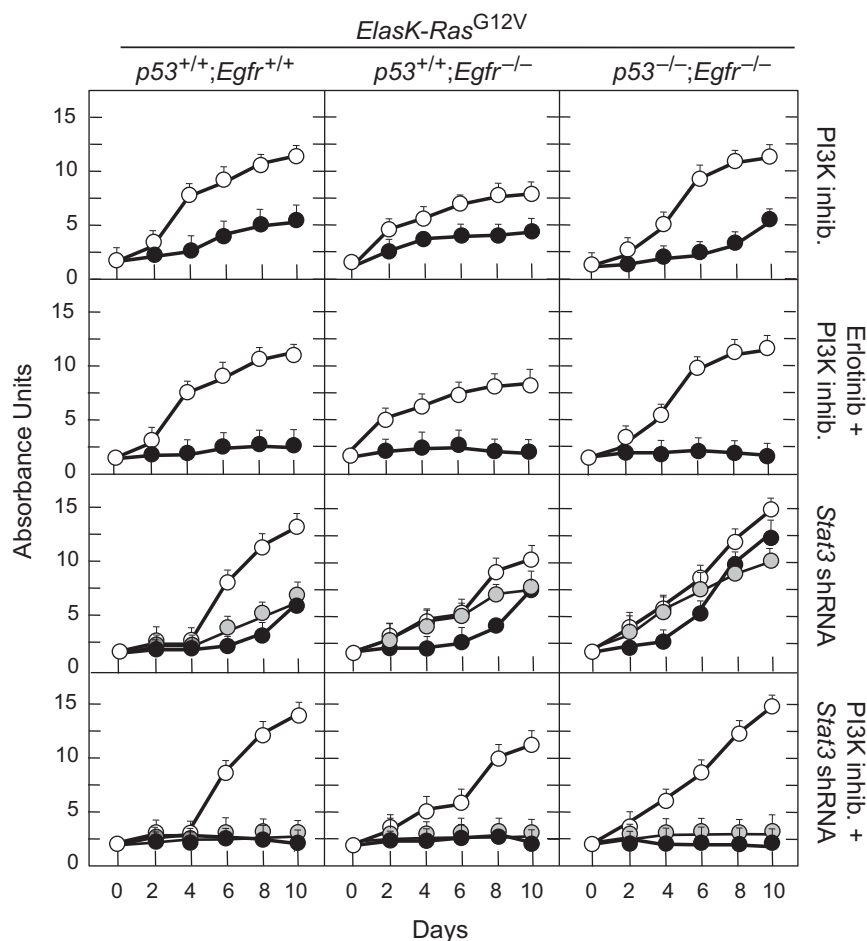 ElasK-Ras^G12V
p53+/+;Egfr+/+ p53+/+;Egfr−/− p53−/−;Egfr−/−
Absorbance Units
15
10
5
0
PI3K inhib.
15
10
5
0
Erlotinib +
PI3K inhib.
15
10
5
0
Stat3 shRNA
15
10
5
0
PI3K inhib. +
Stat3 shRNA
0 2 4 6 8 10 0 2 4 6 8 10 0 2 4 6 8 10
Days